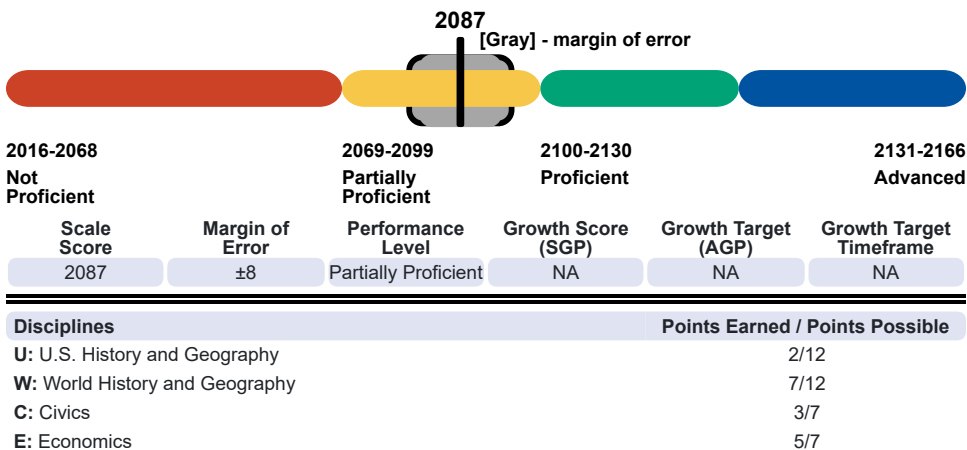 2087
[Gray] - margin of error
2016-2068 2069-2099 2100-2130 2131-2166
Not Proficient Partially Proficient Proficient Advanced
Scale Score Margin of Error Performance Level Growth Score (SGP) Growth Target (AGP) Growth Target Timeframe
2087 ±8 Partially Proficient NA NA NA
Disciplines Points Earned / Points Possible
U: U.S. History and Geography 2/12
W: World History and Geography 7/12
C: Civics 3/7
E: Economics 5/7